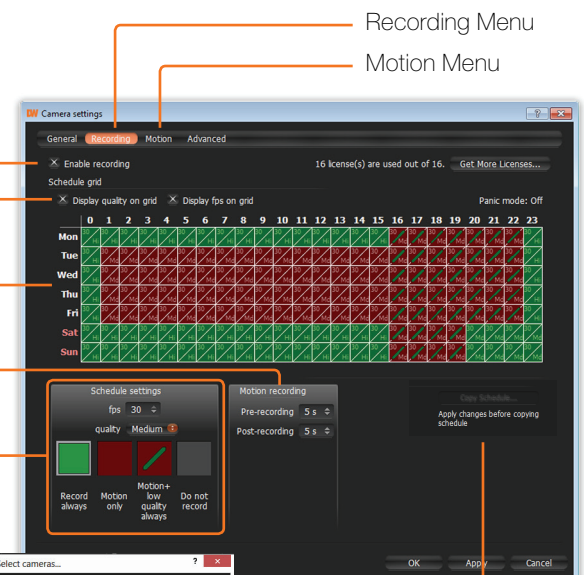 Recording Menu
Motion Menu
DW Camera settings
General Recording Motion Advanced
Enable recording
16 license(s) are used out of 16. Get More Licenses...
Schedule grid
Display quality on grid Display fps on grid
Panic mode: Off
0 1 2 3 4 5 6 7 8 9 10 11 12 13 14 15 16 17 18 19 20 21 22 23
Mon
Tue
Wed
Thu
Fri
Sat
Sun
Schedule settings
fps 30
quality Medium
Record always
Motion only
Motion+ low quality always
Do not record
Motion recording
Pre-recording 5 s
Post-recording 5 s
Copy Schedule...
Apply changes before copying
schedule
Select cameras... ?
OK Apply Cancel